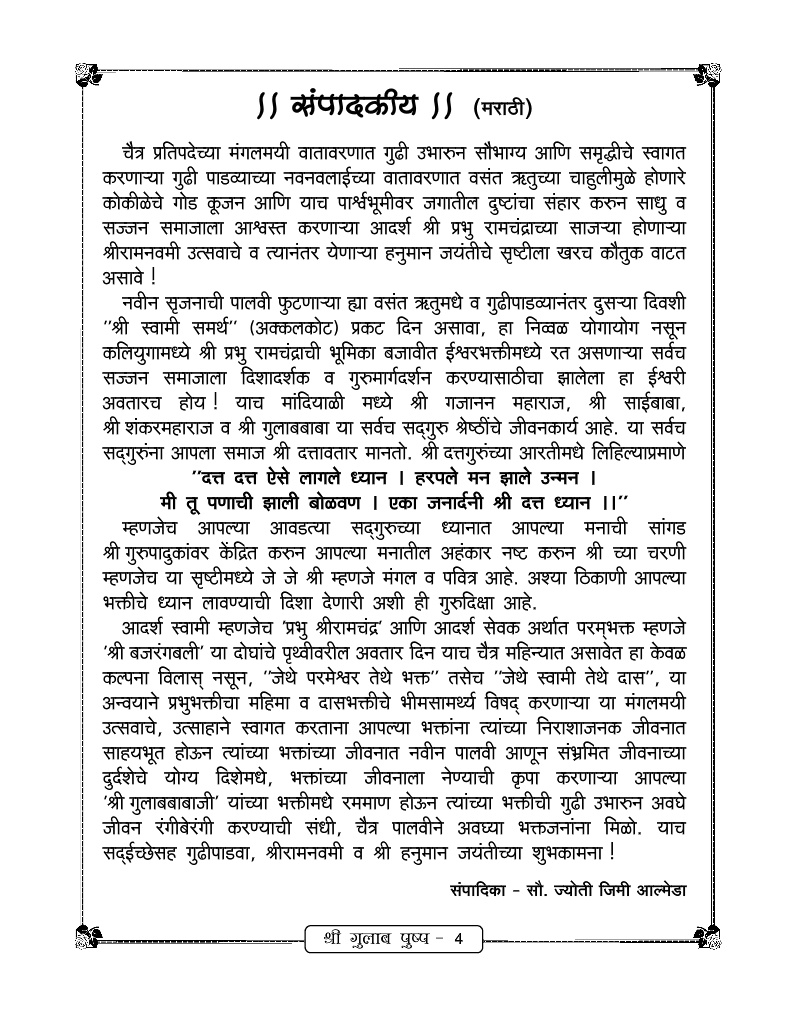 ।। संपादकीय ।। (मराठी)
चैत्र प्रतिपदेच्या मंगलमयी वातावरणात गुढी उभारुन सौभाग्य आणि समृद्धीचे स्वागत
करणाऱ्या गुढी पाडव्याच्या नवनवलाईच्या वातावरणात वसंत ऋतुच्या चाहुलीमुळे होणारे
कोकीळेचे गोड कूजन आणि याच पार्श्वभूमीवर जगातील दुष्टांचा संहार करुन साधु व
सज्जन समाजाला आश्वस्त करणाऱ्या आदर्श श्री प्रभु रामचंद्राच्या साजऱ्या होणाऱ्या
श्रीरामनवमी उत्सवाचे व त्यानंतर येणाऱ्या हनुमान जयंतीचे सृष्टीला खरच कौतुक वाटत
असावे !
नवीन सृजनाची पालवी फुटणाऱ्या ह्या वसंत ऋतुमधे व गुढीपाडव्यानंतर दुसऱ्या दिवशी
"श्री स्वामी समर्थ" (अक्कलकोट) प्रकट दिन असावा, हा निव्वळ योगायोग नसून
कलियुगामध्ये श्री प्रभु रामचंद्राची भूमिका बजावीत ईश्वरभक्तीमध्ये रत असणाऱ्या सर्वच
सज्जन समाजाला दिशादर्शक व गुरुमार्गदर्शन करण्यासाठीचा झालेला हा ईश्वरी
अवतारच होय ! याच मांदियाळी मध्ये श्री गजानन महाराज, श्री साईबाबा,
श्री शंकरमहाराज व श्री गुलाबबाबा या सर्वच सद्‌गुरु श्रेष्ठींचे जीवनकार्य आहे. या सर्वच
सद्‌गुरुंना आपला समाज श्री दत्तावतार मानतो. श्री दत्तगुरुंच्या आरतीमधे लिहिल्याप्रमाणे
"दत्त दत्त ऐसे लागले ध्यान । हरपले मन झाले उन्मन ।
मी तू पणाची झाली बोळवण । एका जनार्दनी श्री दत्त ध्यान ।।"
म्हणजेच आपल्या आवडत्या सद्‌गुरुच्या ध्यानात आपल्या मनाची सांगड
श्री गुरुपादुकांवर केंद्रित करुन आपल्या मनातील अहंकार नष्ट करुन श्री च्या चरणी
म्हणजेच या सृष्टीमध्ये जे जे श्री म्हणजे मंगल व पवित्र आहे. अश्या ठिकाणी आपल्या
भक्तीचे ध्यान लावण्याची दिशा देणारी अशी ही गुरुदिक्षा आहे.
आदर्श स्वामी म्हणजेच 'प्रभु श्रीरामचंद्र' आणि आदर्श सेवक अर्थात परम्‌भक्त म्हणजे
'श्री बजरंगबली' या दोघांचे पृथ्वीवरील अवतार दिन याच चैत्र महिन्यात असावेत हा केवळ
कल्पना विलास् नसून, "जेथे परमेश्वर तेथे भक्त" तसेच "जेथे स्वामी तेथे दास", या
अन्वयाने प्रभुभक्तीचा महिमा व दासभक्तीचे भीमसामर्थ्य विषद् करणाऱ्या या मंगलमयी
उत्सवाचे, उत्साहाने स्वागत करताना आपल्या भक्तांना त्यांच्या निराशाजनक जीवनात
साहयभूत होऊन त्यांच्या भक्तांच्या जीवनात नवीन पालवी आणून संभ्रमित जीवनाच्या
दुर्दशेचे योग्य दिशेमधे, भक्तांच्या जीवनाला नेण्याची कृपा करणाऱ्या आपल्या
'श्री गुलाबबाबाजी' यांच्या भक्तीमधे रममाण होऊन त्यांच्या भक्तीची गुढी उभारुन अवघे
जीवन रंगीबेरंगी करण्याची संधी, चैत्र पालवीने अवघ्या भक्तजनांना मिळो. याच
सद्‌ईच्छेसह गुढीपाडवा, श्रीरामनवमी व श्री हनुमान जयंतीच्या शुभकामना !
संपादिका - सौ. ज्योती जिमी आल्मेडा
श्री गुलाब पुष्प - 4